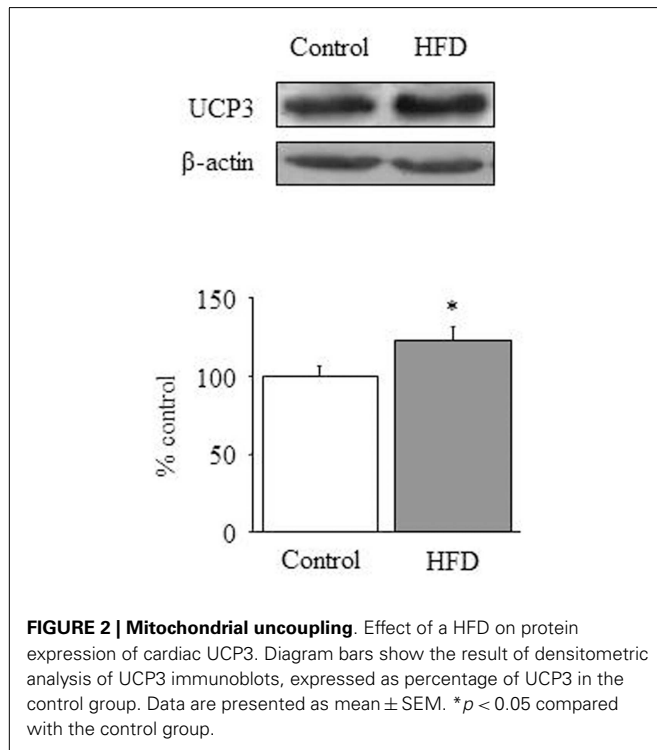 Control HFD
UCP3
β-actin
150
*
100
50
0
% control
Control HFD
FIGURE 2 | Mitochondrial uncoupling. Effect of a HFD on protein
expression of cardiac UCP3. Diagram bars show the result of densitometric
analysis of UCP3 immunoblots, expressed as percentage of UCP3 in the
control group. Data are presented as mean ± SEM. *p < 0.05 compared
with the control group.